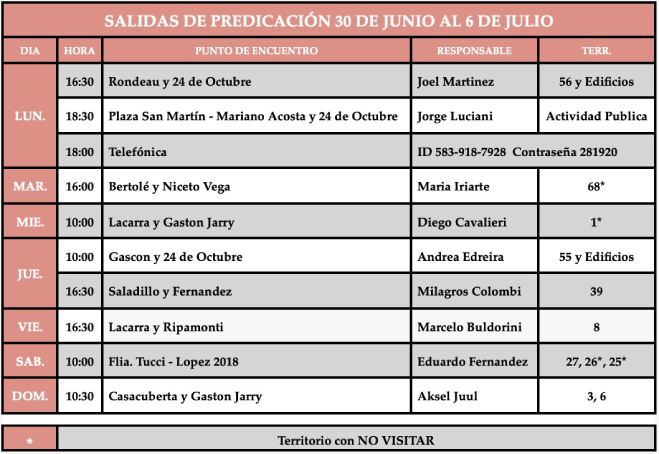 SALIDAS DE PREDICACIÓN 30 DE JUNIO AL 6 DE JULIO
DIA HORA PUNTO DE ENCUENTRO RESPONSABLE TERR.
LUN. 16:30 Rondeau y 24 de Octubre Joel Martinez 56 y Edificios
18:30 Plaza San Martín - Mariano Acosta y 24 de Octubre Jorge Luciani Actividad Publica
18:00 Telefónica ID 583-918-7928 Contraseña 281920
MAR. 16:00 Bertolé y Niceto Vega Maria Iriarte 68*
MIE. 10:00 Lacarra y Gaston Jarry Diego Cavalieri 1*
JUE. 10:00 Gascon y 24 de Octubre Andrea Edreira 55 y Edificios
16:30 Saladillo y Fernandez Milagros Colombi 39
VIE. 16:30 Lacarra y Ripamonti Marcelo Buldorini 8
SAB. 10:00 Flia. Tucci - Lopez 2018 Eduardo Fernandez 27, 26*, 25*
DOM. 10:30 Casacuberta y Gaston Jarry Aksel Juul 3, 6
* Territorio con NO VISITAR